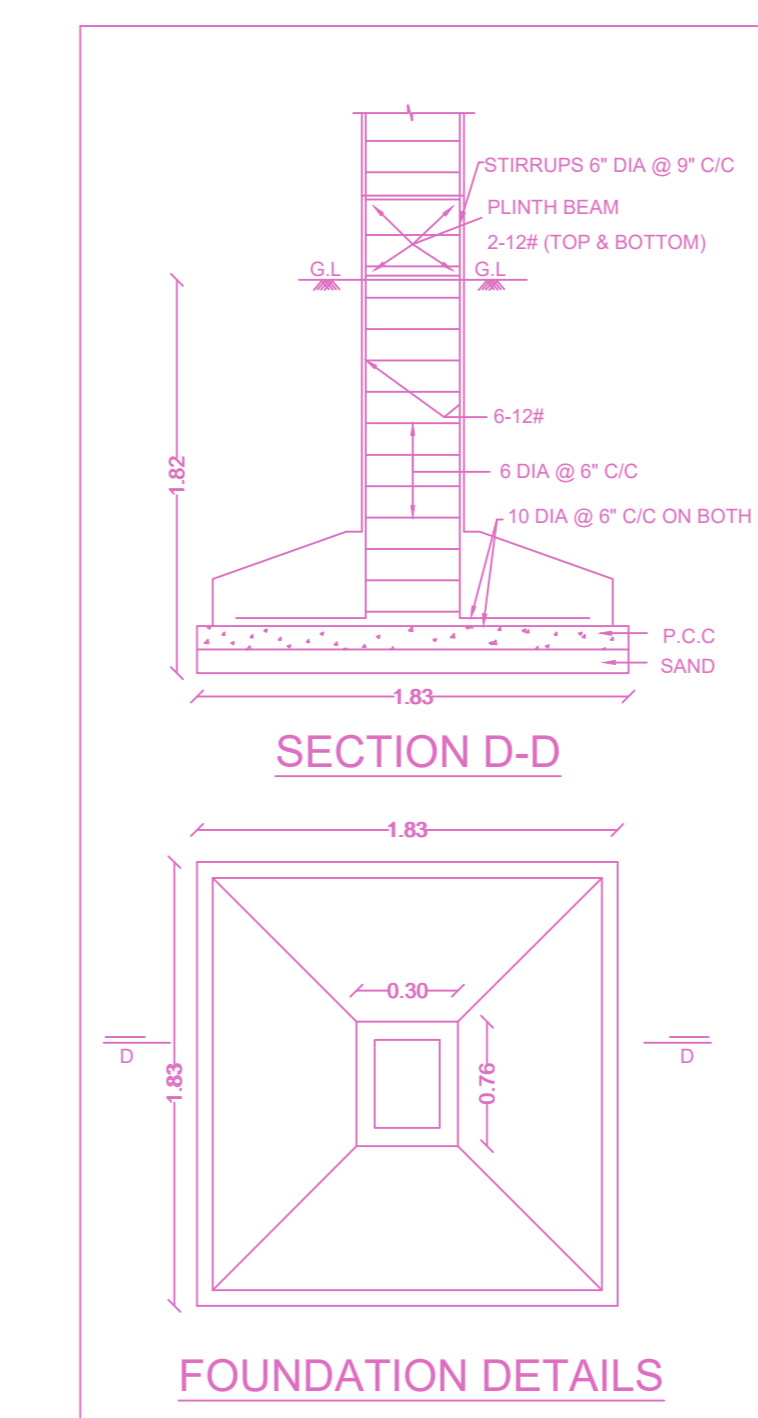 STIRRUPS 6" DIA @ 9" C/C
PLINTH BEAM
2-12# (TOP & BOTTOM)
G.L
G.L
1.82
6-12#
6 DIA @ 6" C/C
10 DIA @ 6" C/C ON BOTH
P.C.C
SAND
1.83
SECTION D-D
1.83
0.30
D
D
1.83
0.76
FOUNDATION DETAILS